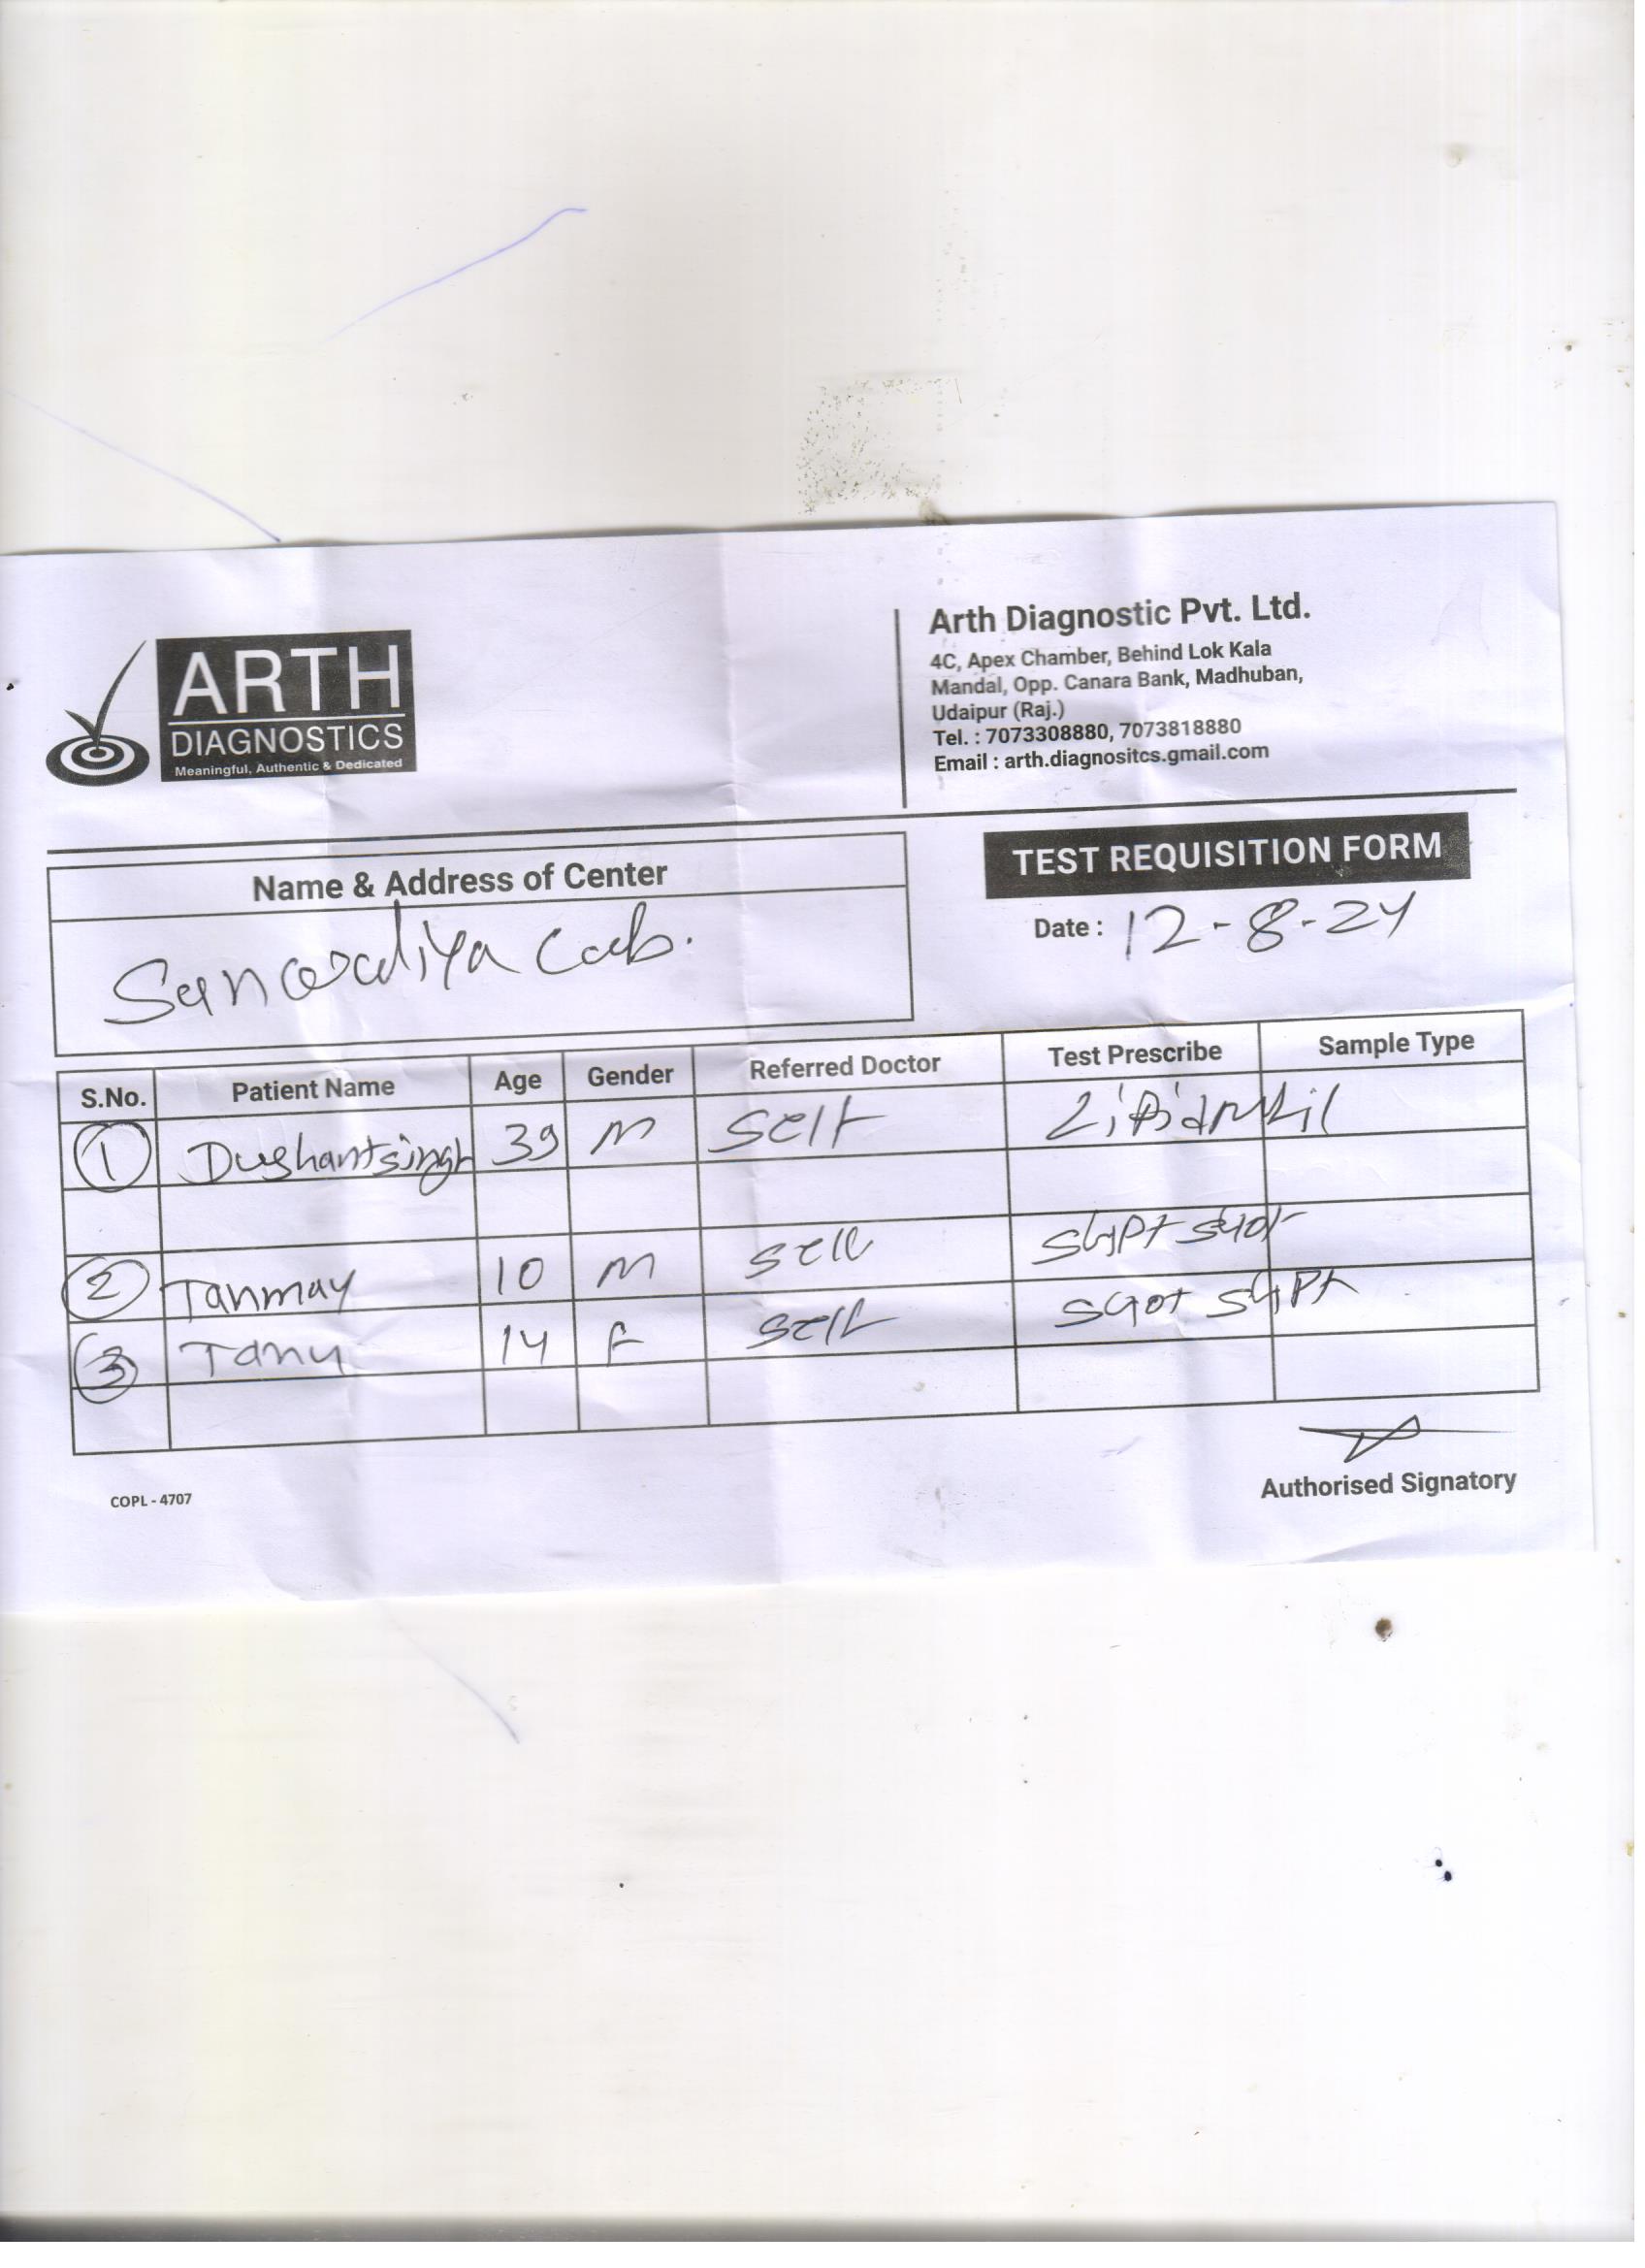 ARTH
DIAGNOSTICS
Meaningful, Authentic & Dedicated
Arth Diagnostic Pvt. Ltd.
4C, Apex Chamber, Behind Lok Kala
Mandal, Opp. Canara Bank, Madhuban,
Udaipur (Raj.)
Tel. : 7073308880, 7073818880
Email : arth.diagnositcs.gmail.com
Name & Address of Center
TEST REQUISITION FORM
Date : 12-8-24
Lab.
S.No. Patient Name Age Gender Referred Doctor Test Prescribe Sample Type
1 Dushantsingh 39 M Self
2 Tanmay 10 M Self SGPT SGOT
3 Tanu 14 F Self SGOT SGPT
Authorised Signatory
COPL - 4707